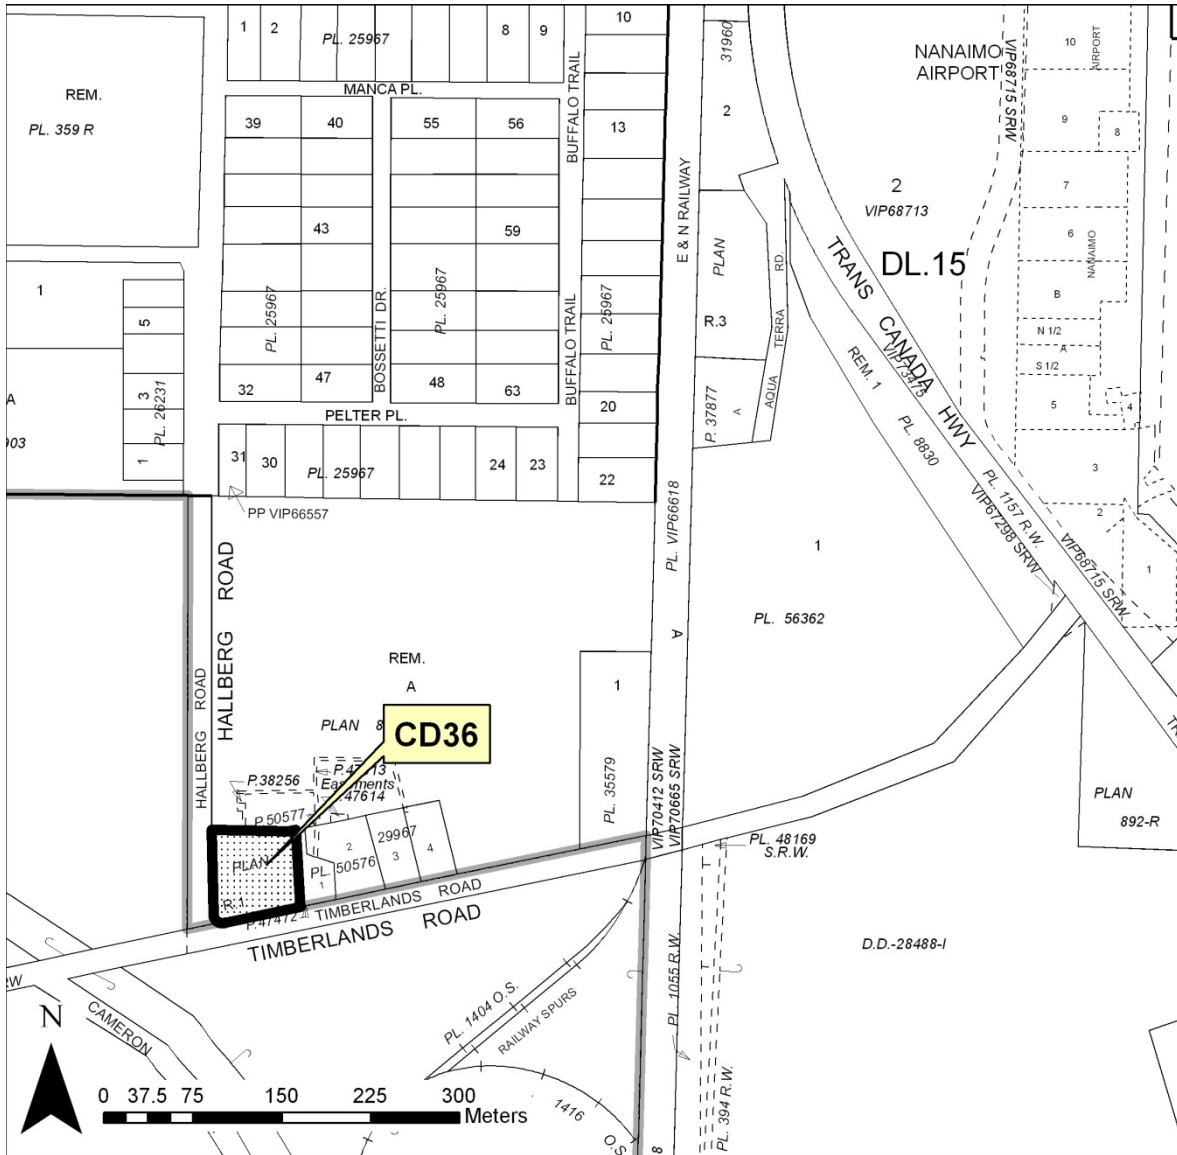 1
2
PL. 25967
8
9
10
31960
NANAIMO
AIRPORT
VIP68715 SRW
10
AIRPORT
REM.
PL. 359 R
MANCA PL.
BUFFALO TRAIL
39
40
55
56
13
2
9
8
7
2
VIP68713
E & N RAILWAY
43
59
PLAN
RD.
TRANS CANADA HWY
DL.15
6
NANAIMO
1
5
PL. 25967
BOSSETTI DR.
PL. 25967
BUFFALO TRAIL
PL. 25967
R.3
TERRA
B
N 1/2
A
S 1/2
REM. 1
VIP73475
A
3
PL. 26231
32
47
48
63
20
P. 37877
A
AQUA
5
4
903
PELTER PL.
PL. 8830
1
31
30
PL. 25967
24
23
22
3
PL. 1157 R.W.
VIP67298 SRW
2
PP VIP66557
PL. VIP66618
1
VIP68715 SRW
1
HALLBERG ROAD
PL. 56362
A
REM.
A
HALLBERG ROAD
1
PLAN 8
CD36
P.38256
Easements
P.47614
PL. 35579
VIP70412 SRW
VIP70665 SRW
PLAN
892-R
P.50577
29967
2
3
4
PLAN
PL. 50576
1
PL. 48169
S.R.W.
R.1
P.47472
TIMBERLANDS ROAD
TIMBERLANDS ROAD
D.D.-28488-I
RW
CAMERON
PL. 1404 O.S.
RAILWAY SPURS
PL. 1055 R.W.
N
0 37.5 75 150 225 300
Meters
1416
O.S
PL. 394 R.W.
8